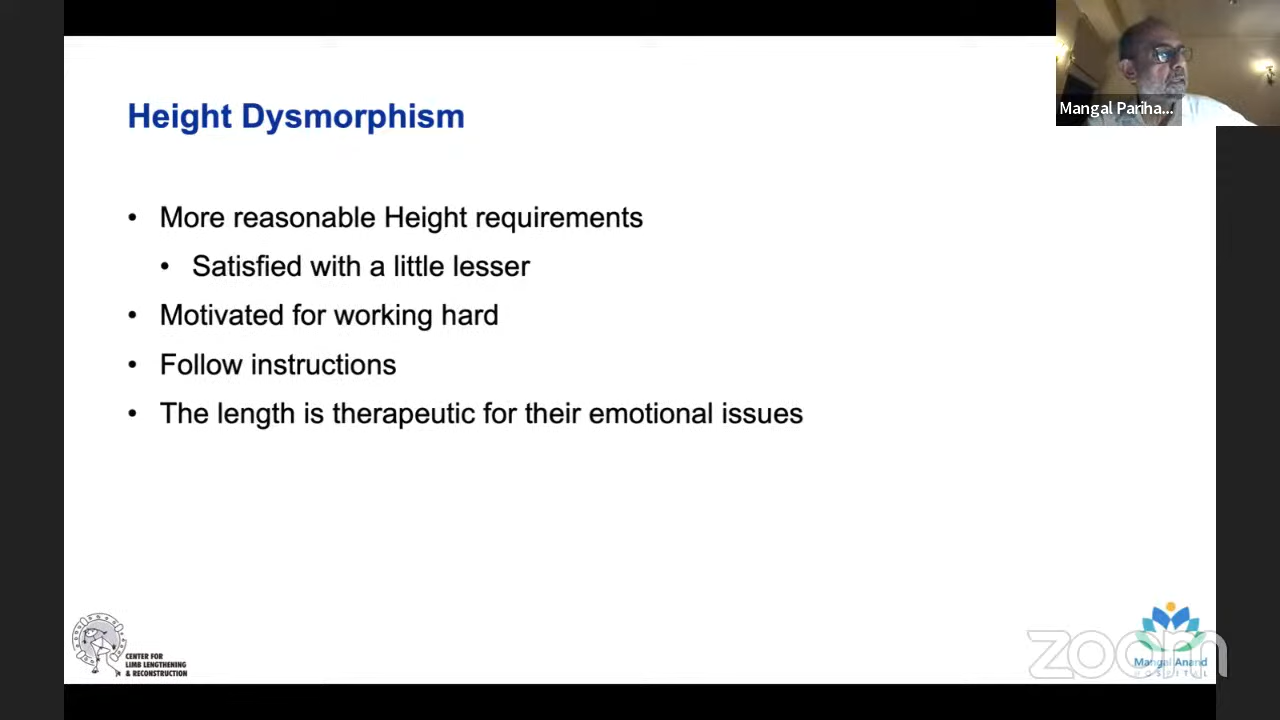 Height Dysmorphism
Mangal Pariha...
• More reasonable Height requirements
• Satisfied with a little lesser
• Motivated for working hard
• Follow instructions
• The length is therapeutic for their emotional issues
CENTER FOR
LIMB LENGTHENING
& RECONSTRUCTION
zoom
Mangal Anand
HOSPITAL